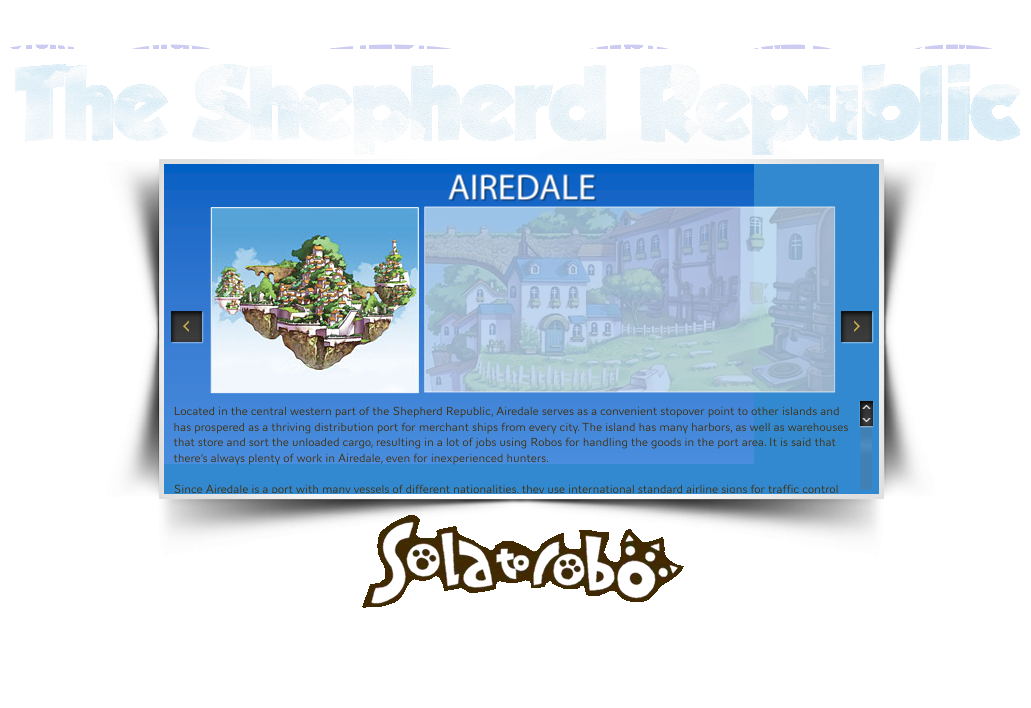 The Shepherd Republic
AIREDALE
Located in the central western part of the Shepherd Republic, Airedale serves as a convenient stopover point to other islands and
has prospered as a thriving distribution port for merchant ships from every city. The island has many harbors, as well as warehouses
that store and sort the unloaded cargo, resulting in a lot of jobs using Robos for handling the goods in the port area. It is said that
there's always plenty of work in Airedale, even for inexperienced hunters.
Since Airedale is a port with many vessels of different nationalities, they use international standard airline signs for traffic control
Solatorobo